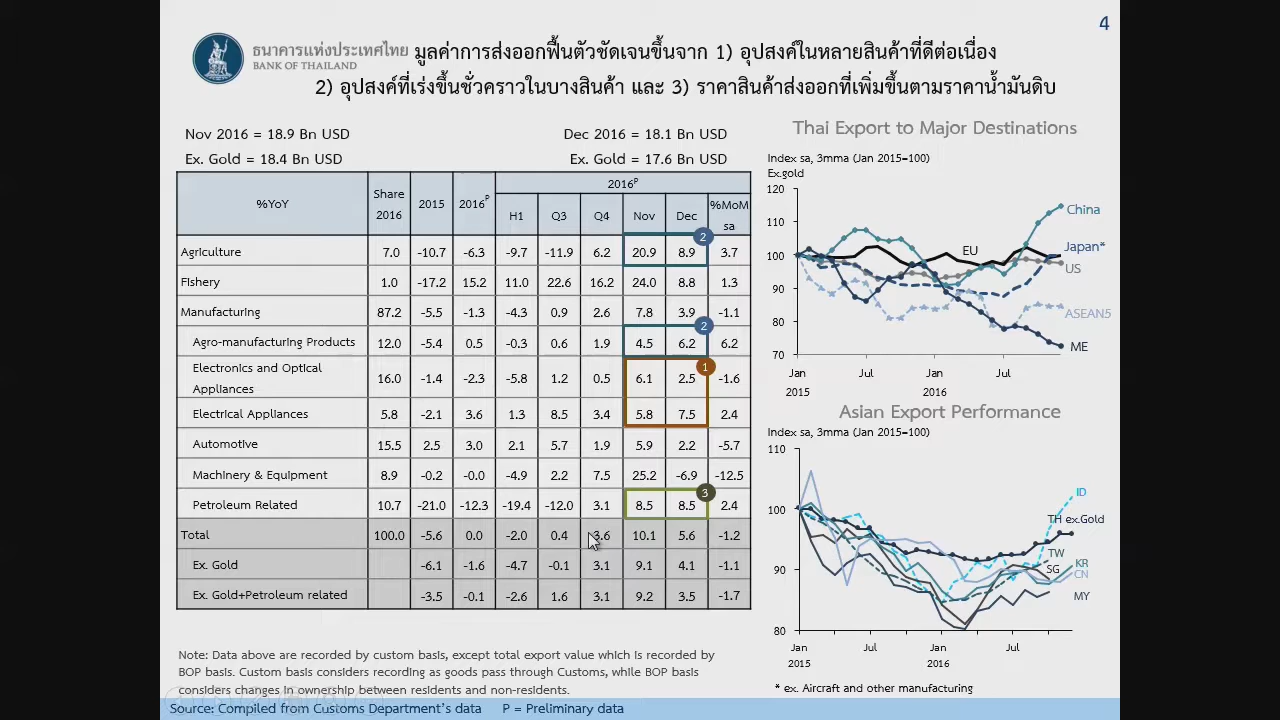 4
ธนาคารแห่งประเทศไทย
BANK OF THAILAND
มูลค่าการส่งออกฟื้นตัวชัดเจนขึ้นจาก 1) อุปสงค์ในหลายสินค้าที่ดีต่อเนื่อง
2) อุปสงค์ที่เร่งขึ้นชั่วคราวในบางสินค้า และ 3) ราคาสินค้าส่งออกที่เพิ่มขึ้นตามราคาน้ำมันดิบ
Nov 2016 = 18.9 Bn USD Dec 2016 = 18.1 Bn USD
Ex. Gold = 18.4 Bn USD Ex. Gold = 17.6 Bn USD
%YoY Share 2016 2015 2016P 2016P
H1 Q3 Q4 Nov Dec %MoM sa
2
Agriculture 7.0 -10.7 -6.3 -9.7 -11.9 6.2 20.9 8.9 3.7
Fishery 1.0 -17.2 15.2 11.0 22.6 16.2 24.0 8.8 1.3
Manufacturing 87.2 -5.5 -1.3 -4.3 0.9 2.6 7.8 3.9 -1.1
2
Agro-manufacturing Products 12.0 -5.4 0.5 -0.3 0.6 1.9 4.5 6.2 6.2
1
Electronics and Optical
Appliances 16.0 -1.4 -2.3 -5.8 1.2 0.5 6.1 2.5 -1.6
Electrical Appliances 5.8 -2.1 3.6 1.3 8.5 3.4 5.8 7.5 2.4
Automotive 15.5 2.5 3.0 2.1 5.7 1.9 5.9 2.2 -5.7
Machinery & Equipment 8.9 -0.2 -0.0 -4.9 2.2 7.5 25.2 -6.9 -12.5
3
Petroleum Related 10.7 -21.0 -12.3 -19.4 -12.0 3.1 8.5 8.5 2.4
Total 100.0 -5.6 0.0 -2.0 0.4 3.6 10.1 5.6 -1.2
Ex. Gold -6.1 -1.6 -4.7 -0.1 3.1 9.1 4.1 -1.1
Ex. Gold+Petroleum related -3.5 -0.1 -2.6 1.6 3.1 9.2 3.5 -1.7
Note: Data above are recorded by custom basis, except total export value which is recorded by
BOP basis. Custom basis considers recording as goods pass through Customs, while BOP basis
considers changes in ownership between residents and non-residents.
Source: Compiled from Customs Department's data P = Preliminary data
Thai Export to Major Destinations
Index sa, 3mma (Jan 2015=100)
Ex.gold
120
110
100
90
80
70
China
EU
Japan*
US
ASEAN5
ME
Jan Jul Jan Jul
2015 2016
Asian Export Performance
Index sa, 3mma (Jan 2015=100)
110
100
90
80
ID
TH ex.Gold
TW
KR
SG
CN
MY
Jan Jul Jan Jul
2015 2016
* ex. Aircraft and other manufacturing